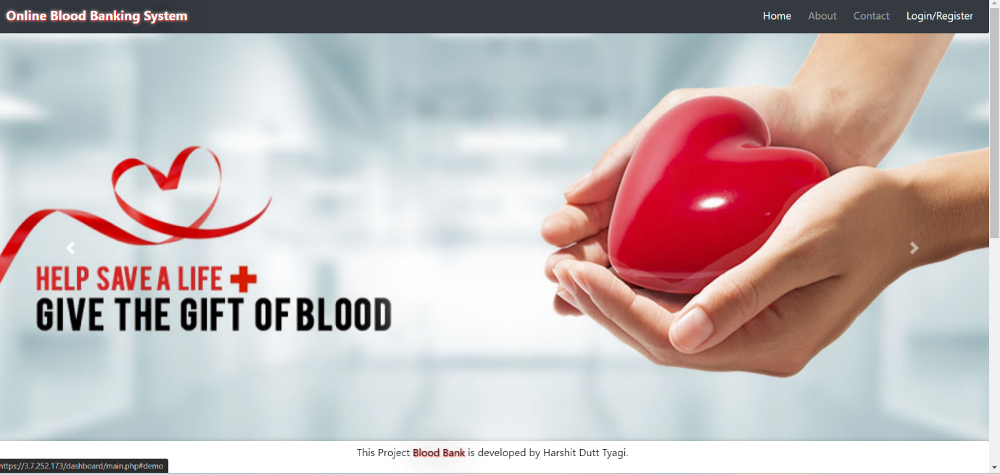 Online Blood Banking System
Home About Contact Login/Register
HELP SAVE A LIFE
GIVE THE GIFT OF BLOOD
This Project Blood Bank is developed by Harshit Dutt Tyagi.
https://3.7.252.173/dashboard/main.php#demo